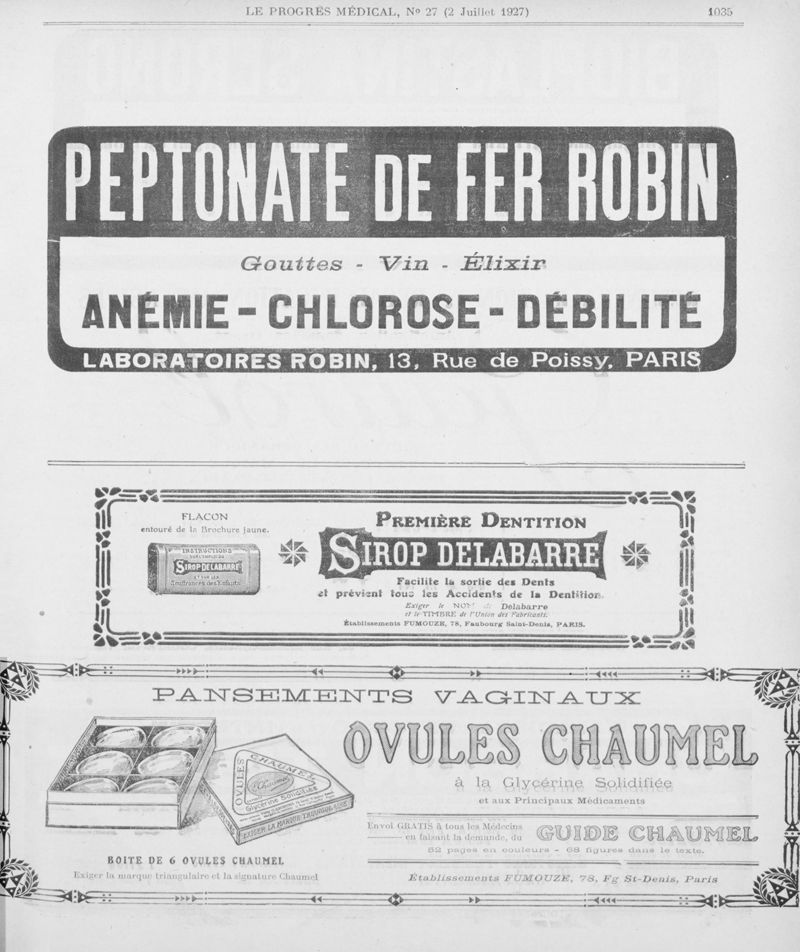 LE PROGRÈS MÉDICAL, No 27 (2 Juillet 1927) 1035
PEPTONATE DE FER ROBIN
Gouttes - Vin - Élixir
ANÉMIE - CHLOROSE - DÉBILITÉ
LABORATOIRES ROBIN, 13, Rue de Poissy, PARIS
FLACON
entouré de la Brochure jaune.
INSTRUCTIONS
SIROP DELABARRE
ET SUR LES
Souffrances des Enfants
PREMIÈRE DENTITION
SIROP DELABARRE
Facilite la sortie des Dents
et prévient tous les Accidents de la Dentition.
Exiger le NOM de Delabarre
et le TIMBRE de l'Union des Fabricants.
Établissements FUMOUZE, 78, Faubourg Saint-Denis, PARIS.
PANSEMENTS VAGINAUX
OVULES CHAUMEL
Chaumel
Glycérine Solidifiée
EXIGER LA MARQUE TRIANGULAIRE
BOITE DE 6 OVULES CHAUMEL
Exiger la marque triangulaire et la signature Chaumel
OVULES CHAUMEL
à la Glycérine Solidifiée
et aux Principaux Médicaments
Envoi GRATIS à tous les Médecins
en faisant la demande, du
GUIDE CHAUMEL
52 pages en couleurs - 68 figures dans le texte.
Établissements FUMOUZE, 78, Fg St-Denis, Paris